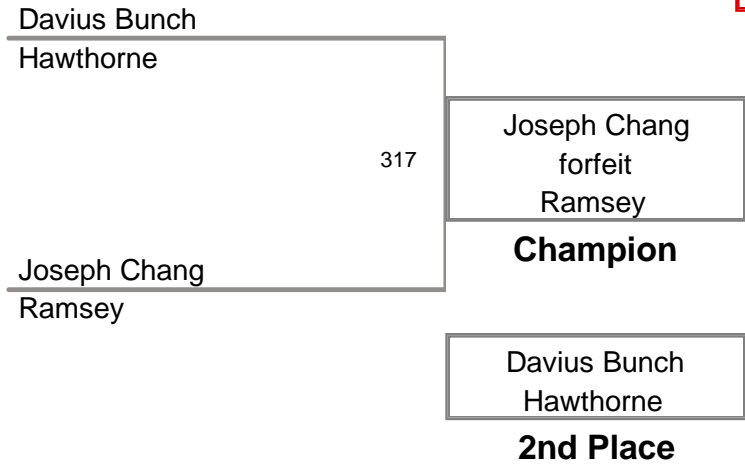 Davius Bunch
Hawthorne
317
Joseph Chang
forfeit
Ramsey
Champion
Joseph Chang
Ramsey
Davius Bunch
Hawthorne
2nd Place